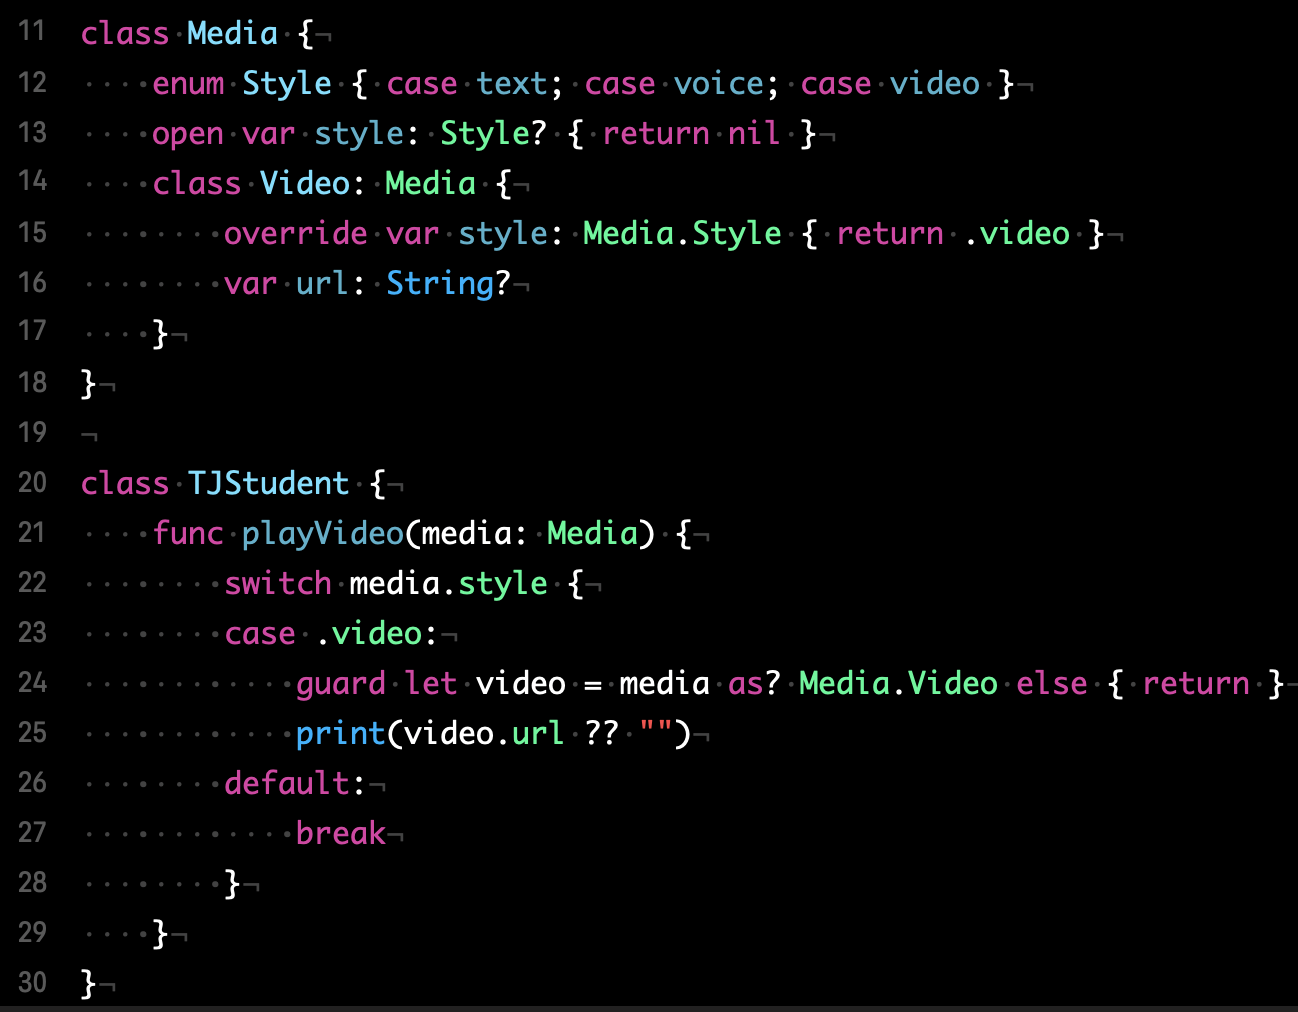 11 class Media {
12     enum Style { case text; case voice; case video }
13     open var style: Style? { return nil }
14     class Video: Media {
15         override var style: Media.Style { return .video }
16         var url: String?
17     }
18 }
19
20 class TJStudent {
21     func playVideo(media: Media) {
22         switch media.style {
23         case .video:
24             guard let video = media as? Media.Video else { return }
25             print(video.url ?? "")
26         default:
27             break
28         }
29     }
30 }